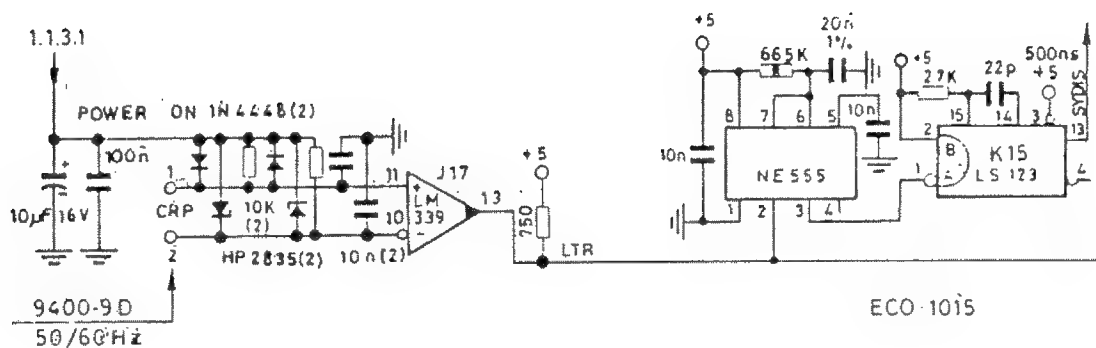 1.1.3.1
POWER ON 1N4448(2)
100n
10µF 16V
1
CRP
2
10K
(2)
HP 2835(2)
10n(2)
11
+
LM
339
10
-
J17
13
+5
750
LTR
9400-9D
50/60Hz
+5
665K
20n
1%
10n
10n
8
7
6
5
NE555
1
2
3
4
+5
27K
22p
500ns
+5
15
14
3
13
SYDIS
2
B
1
A
K15
LS 123
4
ECO-1015